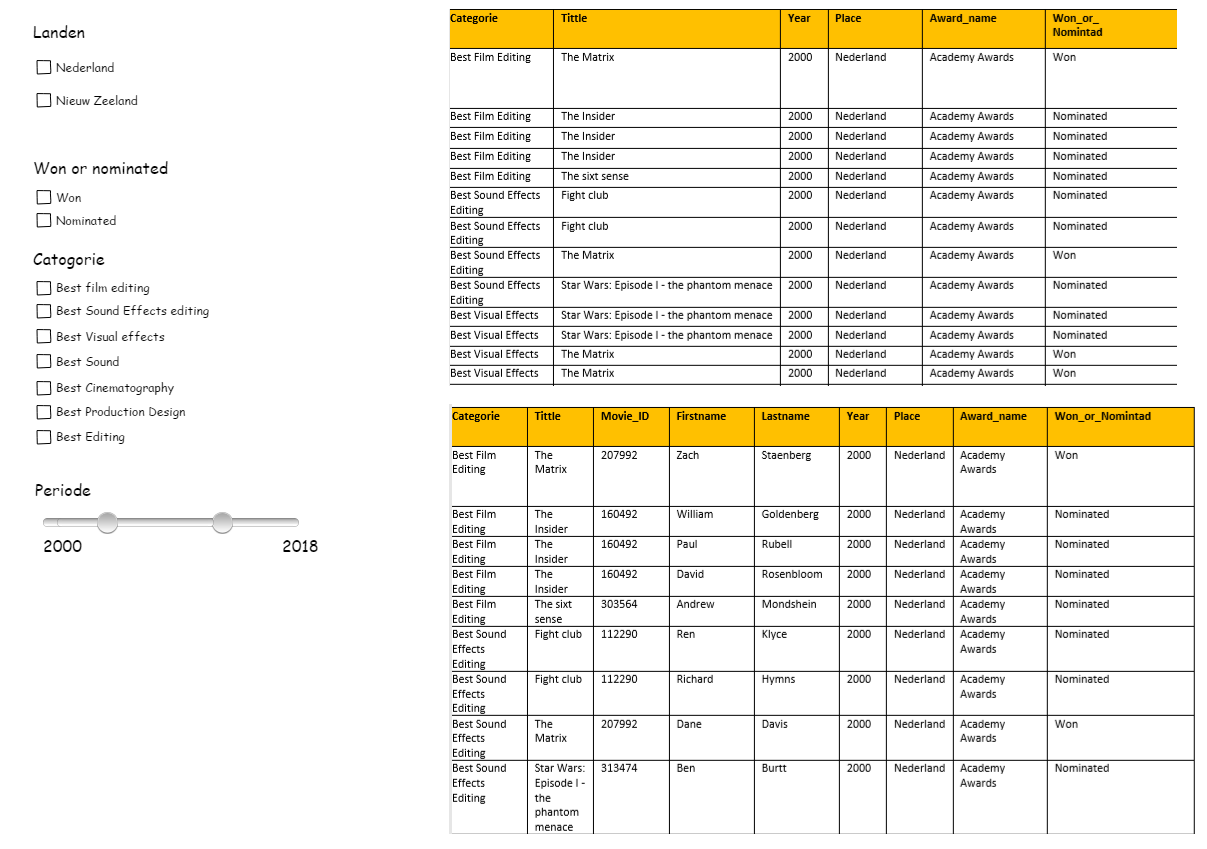 Landen
Nederland
Nieuw Zeeland
Won or nominated
Won
Nominated
Catogorie
Best film editing
Best Sound Effects editing
Best Visual effects
Best Sound
Best Cinematography
Best Production Design
Best Editing
Periode
2000 2018
Categorie Tittle Year Place Award_name Won_or_
Nomintad
Best Film Editing The Matrix 2000 Nederland Academy Awards Won
Best Film Editing The Insider 2000 Nederland Academy Awards Nominated
Best Film Editing The Insider 2000 Nederland Academy Awards Nominated
Best Film Editing The Insider 2000 Nederland Academy Awards Nominated
Best Film Editing The sixt sense 2000 Nederland Academy Awards Nominated
Best Sound Effects Fight club 2000 Nederland Academy Awards Nominated
Editing
Best Sound Effects Fight club 2000 Nederland Academy Awards Nominated
Editing
Best Sound Effects The Matrix 2000 Nederland Academy Awards Won
Editing
Best Sound Effects Star Wars: Episode I - the phantom menace 2000 Nederland Academy Awards Nominated
Editing
Best Visual Effects Star Wars: Episode I - the phantom menace 2000 Nederland Academy Awards Nominated
Best Visual Effects Star Wars: Episode I - the phantom menace 2000 Nederland Academy Awards Nominated
Best Visual Effects The Matrix 2000 Nederland Academy Awards Won
Best Visual Effects The Matrix 2000 Nederland Academy Awards Won
Categorie Tittle Movie_ID Firstname Lastname Year Place Award_name Won_or_Nomintad
Best Film The 207992 Zach Staenberg 2000 Nederland Academy Won
Editing Matrix Awards
Best Film The 160492 William Goldenberg 2000 Nederland Academy Nominated
Editing Insider Awards
Best Film The 160492 Paul Rubell 2000 Nederland Academy Nominated
Editing Insider Awards
Best Film The 160492 David Rosenbloom 2000 Nederland Academy Nominated
Editing Insider Awards
Best Film The sixt 303564 Andrew Mondshein 2000 Nederland Academy Nominated
Editing sense Awards
Best Sound Fight club 112290 Ren Klyce 2000 Nederland Academy Nominated
Effects Awards
Editing
Best Sound Fight club 112290 Richard Hymns 2000 Nederland Academy Nominated
Effects Awards
Editing
Best Sound The 207992 Dane Davis 2000 Nederland Academy Won
Effects Matrix Awards
Editing
Best Sound Star Wars: 313474 Ben Burtt 2000 Nederland Academy Nominated
Effects Episode I - Awards
Editing the
phantom
menace